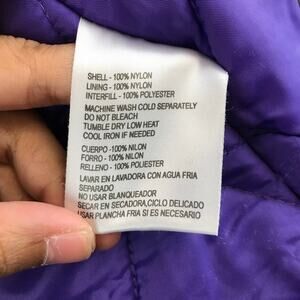 SHELL - 100% NYLON
LINING - 100% NYLON
INTERFILL - 100% POLYESTER
MACHINE WASH COLD SEPARATELY
DO NOT BLEACH
TUMBLE DRY LOW HEAT
COOL IRON IF NEEDED
CUERPO - 100% NILON
FORRO - 100% NILON
RELLENO - 100% POLYESTER
LAVAR EN LAVADORA CON AGUA FRIA
SEPARADO
NO USAR BLANQUEADOR
SECAR EN SECADORA,CICLO DELICADO
USAR PLANCHA FRIA SI ES NECESARIO